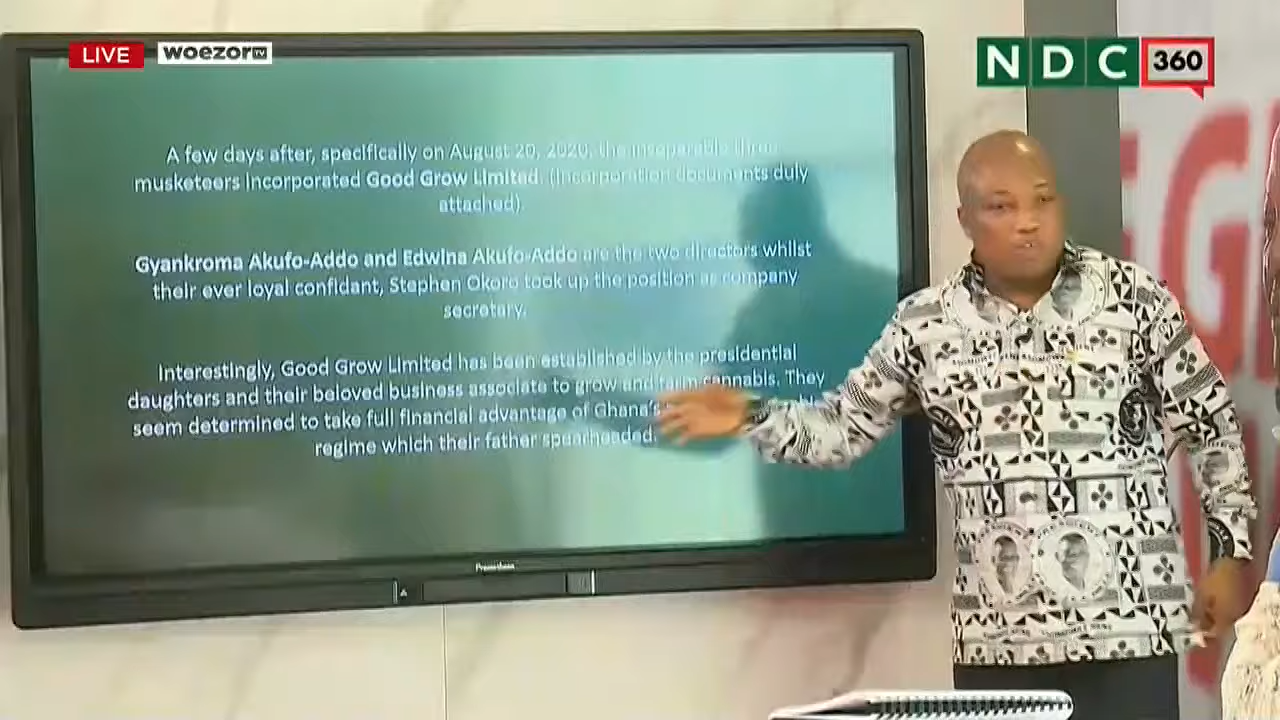 LIVE
woezor tv
NDC 360
A few days after, specifically on August 20, 2020, the inseparable three
musketeers incorporated Good Grow Limited. (Incorporation documents duly
attached).
Gyankroma Akufo-Addo and Edwina Akufo-Addo are the two directors whilst
their ever loyal confidant, Stephen Okoro took up the position as company
secretary.
Interestingly, Good Grow Limited has been established by the presidential
daughters and their beloved business associate to grow and farm cannabis. They
seem determined to take full financial advantage of Ghana's
regime which their father spearheaded.
Promethean